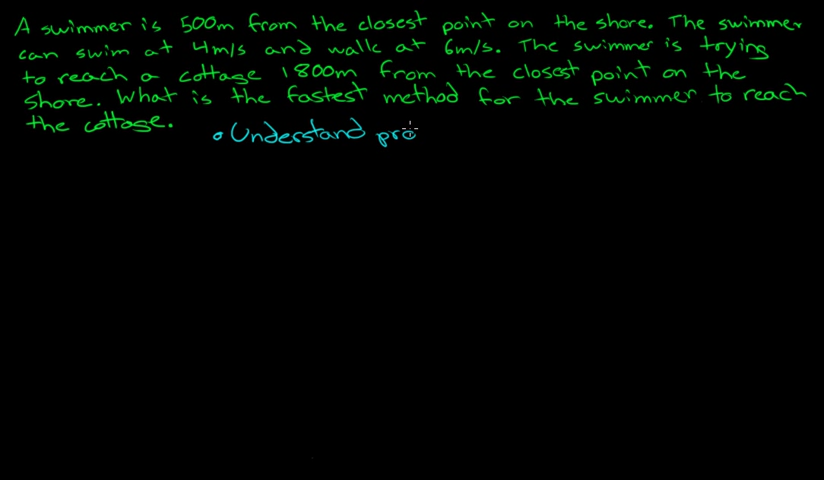 A swimmer is 500m from the closest point on the shore. The swimmer
can swim at 4m/s and walk at 6m/s. The swimmer is trying
to reach a cottage 1800m from the closest point on the
shore. What is the fastest method for the swimmer to reach
the cottage.
• Understand pro